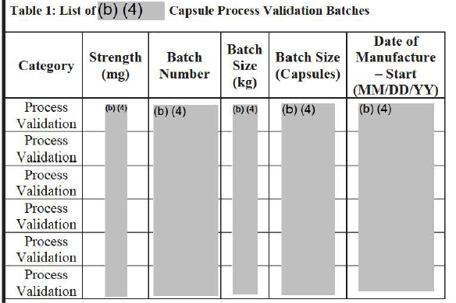 Table 1: List of (b) (4) Capsule Process Validation Batches
Category
Strength
(mg)
Batch
Number
Batch
Size
(kg)
Batch Size
(Capsules)
Date of
Manufacture
– Start
(MM/DD/YY)
Process
Validation
(b) (4)
(b) (4)
(b) (4)
(b) (4)
(b) (4)
Process
Validation
Process
Validation
Process
Validation
Process
Validation
Process
Validation